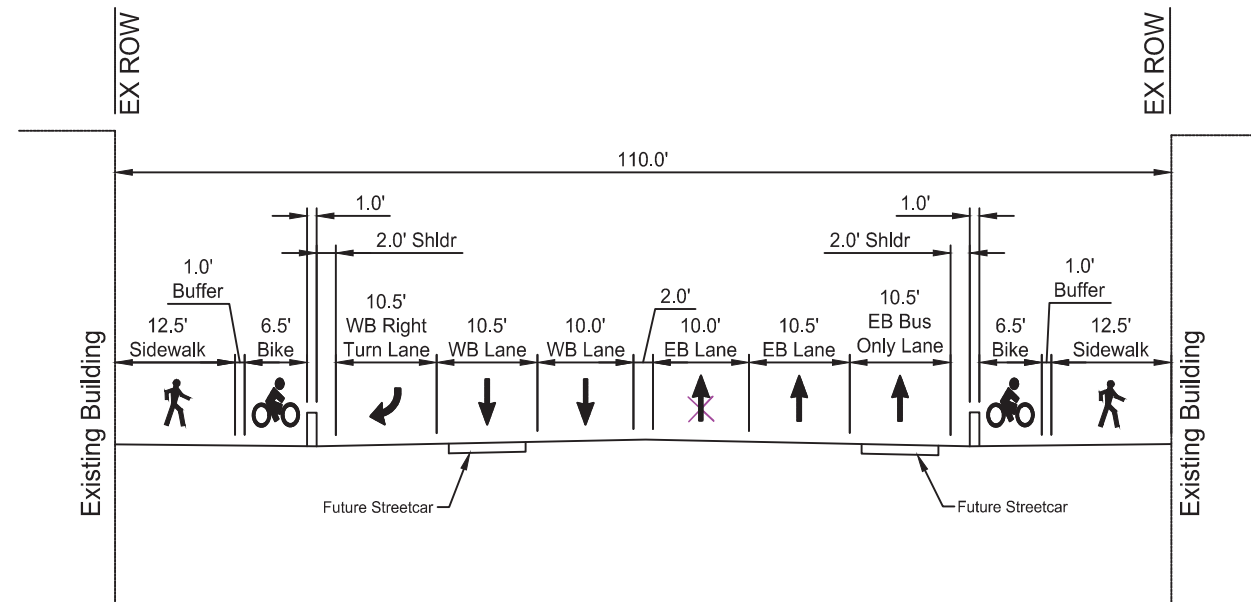 EX ROW
EX ROW
110.0'
1.0'
1.0'
2.0' Shldr
2.0' Shldr
1.0'
Buffer
12.5'
Sidewalk
6.5'
Bike
10.5'
WB Right
Turn Lane
10.5'
WB Lane
10.0'
WB Lane
2.0'
10.0'
EB Lane
10.5'
EB Lane
10.5'
EB Bus
Only Lane
6.5'
Bike
1.0'
Buffer
12.5'
Sidewalk
Existing Building
Existing Building
Future Streetcar
Future Streetcar